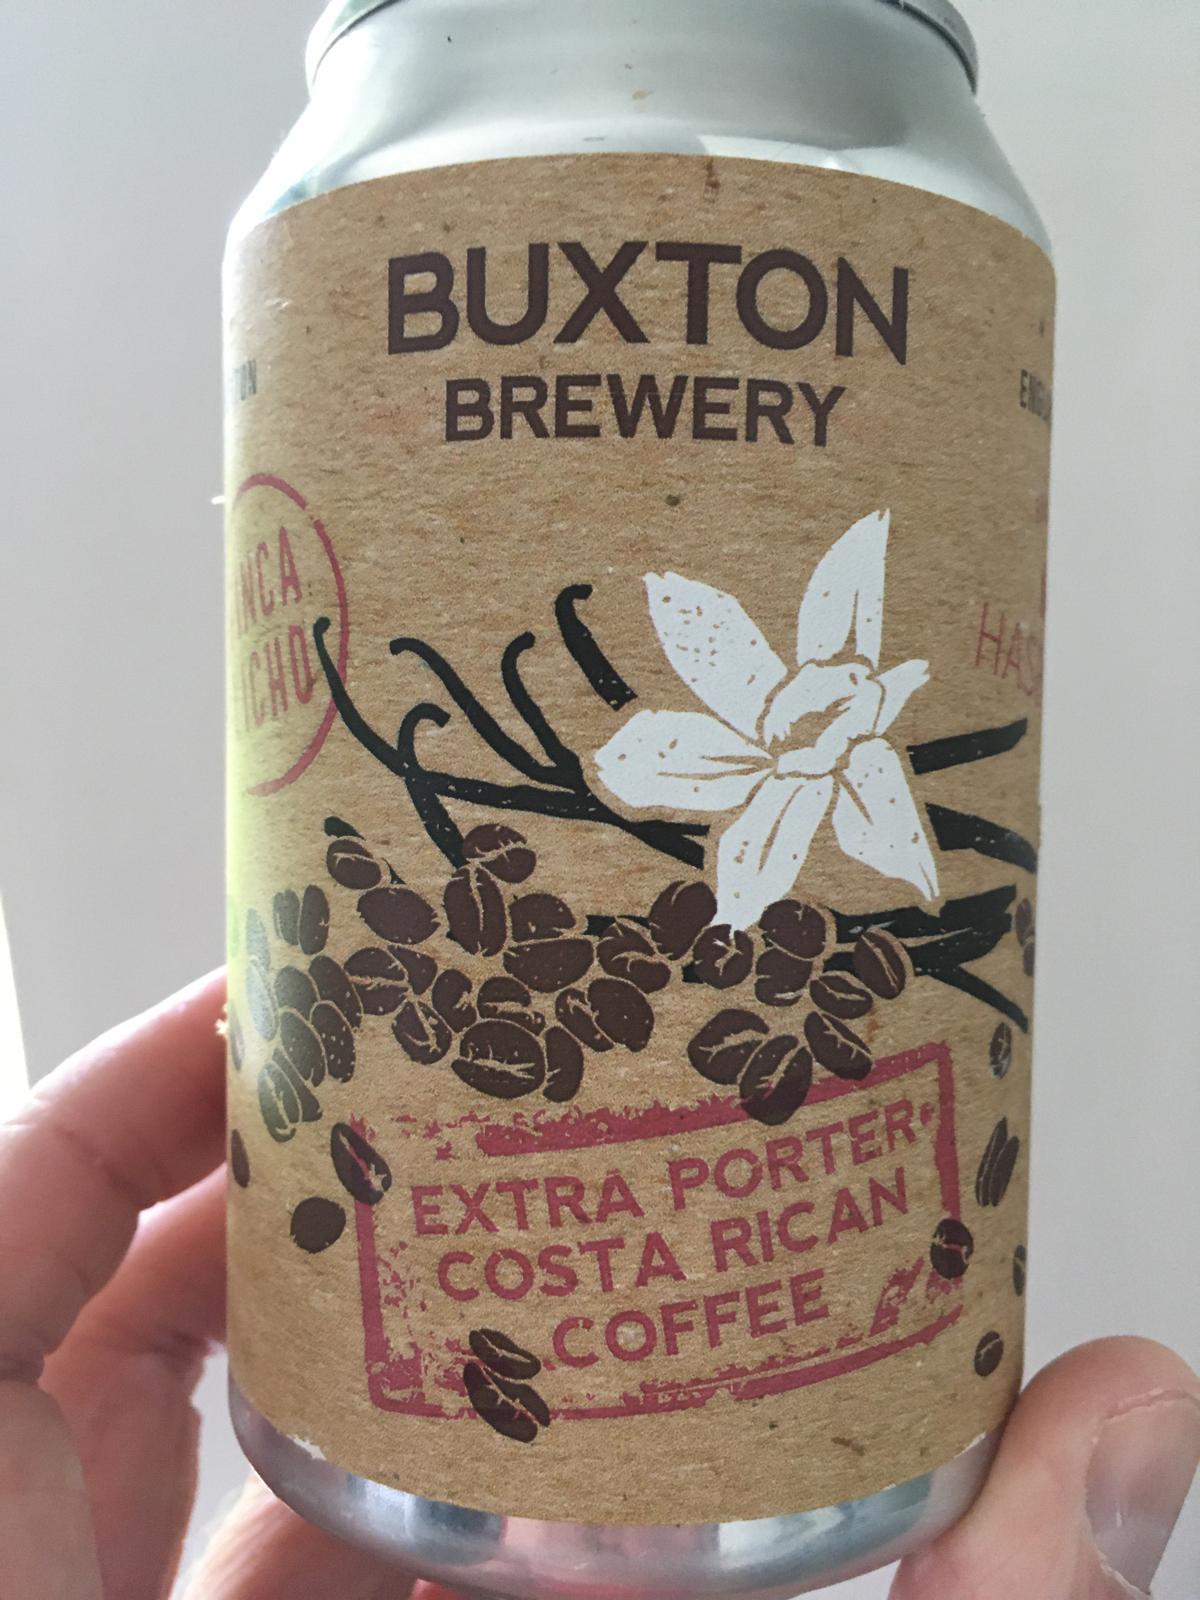 BUXTON
BREWERY
EXTRA PORTER·
COSTA RICAN
COFFEE